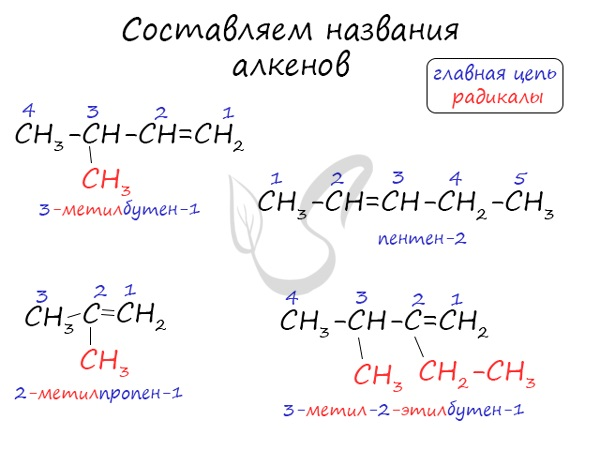 Составляем названия
алкенов
главная цепь
радикалы
4 3 2 1
CH₃–CH–CH=CH₂
CH₃
3-метилбутен-1
1 2 3 4 5
CH₃–CH=CH–CH₂–CH₃
пентен-2
3 2 1
CH₃–C=CH₂
CH₃
2-метилпропен-1
4 3 2 1
CH₃–CH–C=CH₂
CH₃ CH₂–CH₃
3-метил-2-этилбутен-1